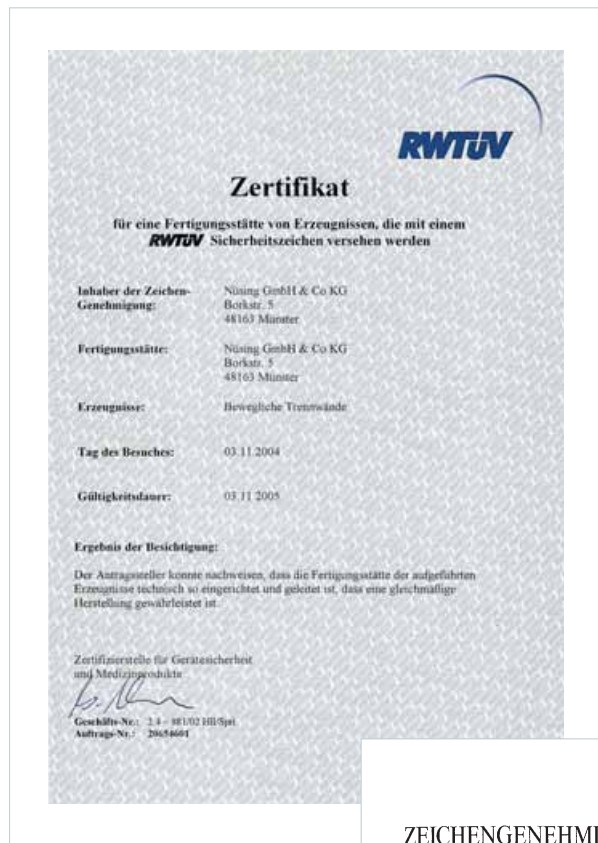 RWTÜV
Zertifikat
für eine Fertigungsstätte von Erzeugnissen, die mit einem
RWTÜV Sicherheitszeichen versehen werden
Inhaber der Zeichen-
Genehmigung:
Nüsing GmbH & Co KG
Borkstr. 5
48163 Münster
Fertigungsstätte:
Nüsing GmbH & Co KG
Borkstr. 5
48163 Münster
Erzeugnisse:
Bewegliche Trennwände
Tag des Besuches:
03.11.2004
Gültigkeitsdauer:
03.11.2005
Ergebnis der Besichtigung:
Der Antragsteller konnte nachweisen, dass die Fertigungsstätte der aufgeführten
Erzeugnisse technisch so eingerichtet und geleitet ist, dass eine gleichmäßige
Herstellung gewährleistet ist.
Zertifizierstelle für Gerätesicherheit
und Medizinprodukte
Geschäfts-Nr.: 2.4 –
Auftrags-Nr.: 20654601
ZEICHENGENEHMI